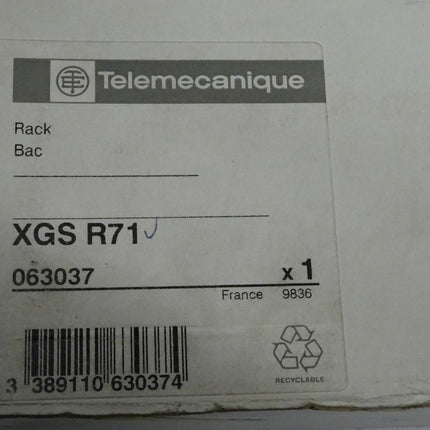 Telemecanique
Rack
Bac
XGS R71
063037 x 1
France 9836
3 389110 630374
RECYCLABLE